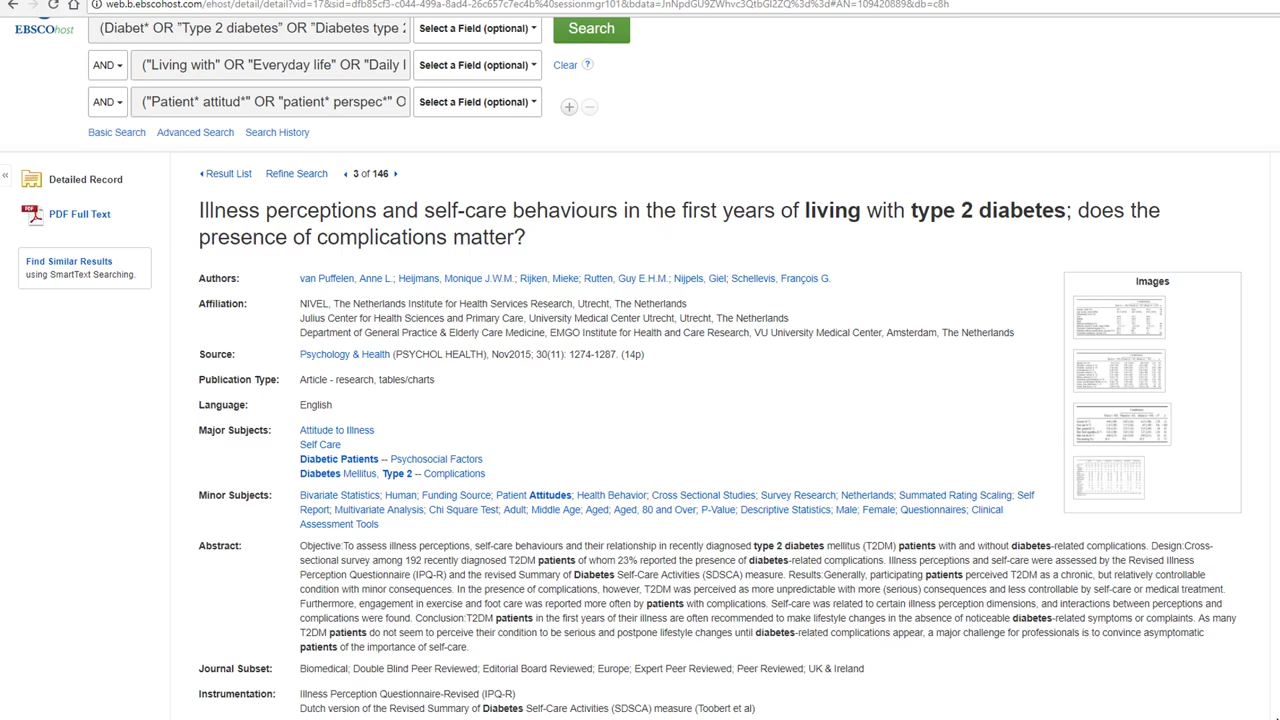 web.b.ebscohost.com/ehost/detail/detail?vid=17&sid=dfb85cf3-c044-499a-8ad4-26c657c7ec4b%40sessionmgr101&bdata=JnNpdGU9ZWhvc3QtbGl2ZQ%3d%3d#AN=109420889&db=c8h
EBSCOhost
(Diabet* OR "Type 2 diabetes" OR "Diabetes type 2
Select a Field (optional)
Search
AND
("Living with" OR "Everyday life" OR "Daily l
Select a Field (optional)
Clear ?
AND
("Patient* attitud*" OR "patient* perspec*" O
Select a Field (optional)
Basic Search Advanced Search Search History
« Detailed Record
PDF Full Text
Find Similar Results
using SmartText Searching.
Result List Refine Search 3 of 146
Illness perceptions and self-care behaviours in the first years of living with type 2 diabetes; does the
presence of complications matter?
Authors: van Puffelen, Anne L.; Heijmans, Monique J.W.M.; Rijken, Mieke; Rutten, Guy E.H.M.; Nijpels, Giel; Schellevis, François G.
Affiliation: NIVEL, The Netherlands Institute for Health Services Research, Utrecht, The Netherlands
Julius Center for Health Sciences and Primary Care, University Medical Center Utrecht, Utrecht, The Netherlands
Department of General Practice & Elderly Care Medicine, EMGO Institute for Health and Care Research, VU University Medical Center, Amsterdam, The Netherlands
Source: Psychology & Health (PSYCHOL HEALTH), Nov2015; 30(11): 1274-1287. (14p)
Publication Type: Article - research, tables/charts
Language: English
Major Subjects: Attitude to Illness
Self Care
Diabetic Patients -- Psychosocial Factors
Diabetes Mellitus, Type 2 -- Complications
Minor Subjects: Bivariate Statistics; Human; Funding Source; Patient Attitudes; Health Behavior; Cross Sectional Studies; Survey Research; Netherlands; Summated Rating Scaling; Self
Report; Multivariate Analysis; Chi Square Test; Adult; Middle Age; Aged; Aged, 80 and Over; P-Value; Descriptive Statistics; Male; Female; Questionnaires; Clinical
Assessment Tools
Abstract: Objective:To assess illness perceptions, self-care behaviours and their relationship in recently diagnosed type 2 diabetes mellitus (T2DM) patients with and without diabetes-related complications. Design:Cross-
sectional survey among 192 recently diagnosed T2DM patients of whom 23% reported the presence of diabetes-related complications. Illness perceptions and self-care were assessed by the Revised Illness
Perception Questionnaire (IPQ-R) and the revised Summary of Diabetes Self-Care Activities (SDSCA) measure. Results:Generally, participating patients perceived T2DM as a chronic, but relatively controllable
condition with minor consequences. In the presence of complications, however, T2DM was perceived as more unpredictable with more (serious) consequences and less controllable by self-care or medical treatment.
Furthermore, engagement in exercise and foot care was reported more often by patients with complications. Self-care was related to certain illness perception dimensions, and interactions between perceptions and
complications were found. Conclusion:T2DM patients in the first years of their illness are often recommended to make lifestyle changes in the absence of noticeable diabetes-related symptoms or complaints. As many
T2DM patients do not seem to perceive their condition to be serious and postpone lifestyle changes until diabetes-related complications appear, a major challenge for professionals is to convince asymptomatic
patients of the importance of self-care.
Journal Subset: Biomedical; Double Blind Peer Reviewed; Editorial Board Reviewed; Europe; Expert Peer Reviewed; Peer Reviewed; UK & Ireland
Instrumentation: Illness Perception Questionnaire-Revised (IPQ-R)
Dutch version of the Revised Summary of Diabetes Self-Care Activities (SDSCA) measure (Toobert et al)
Images